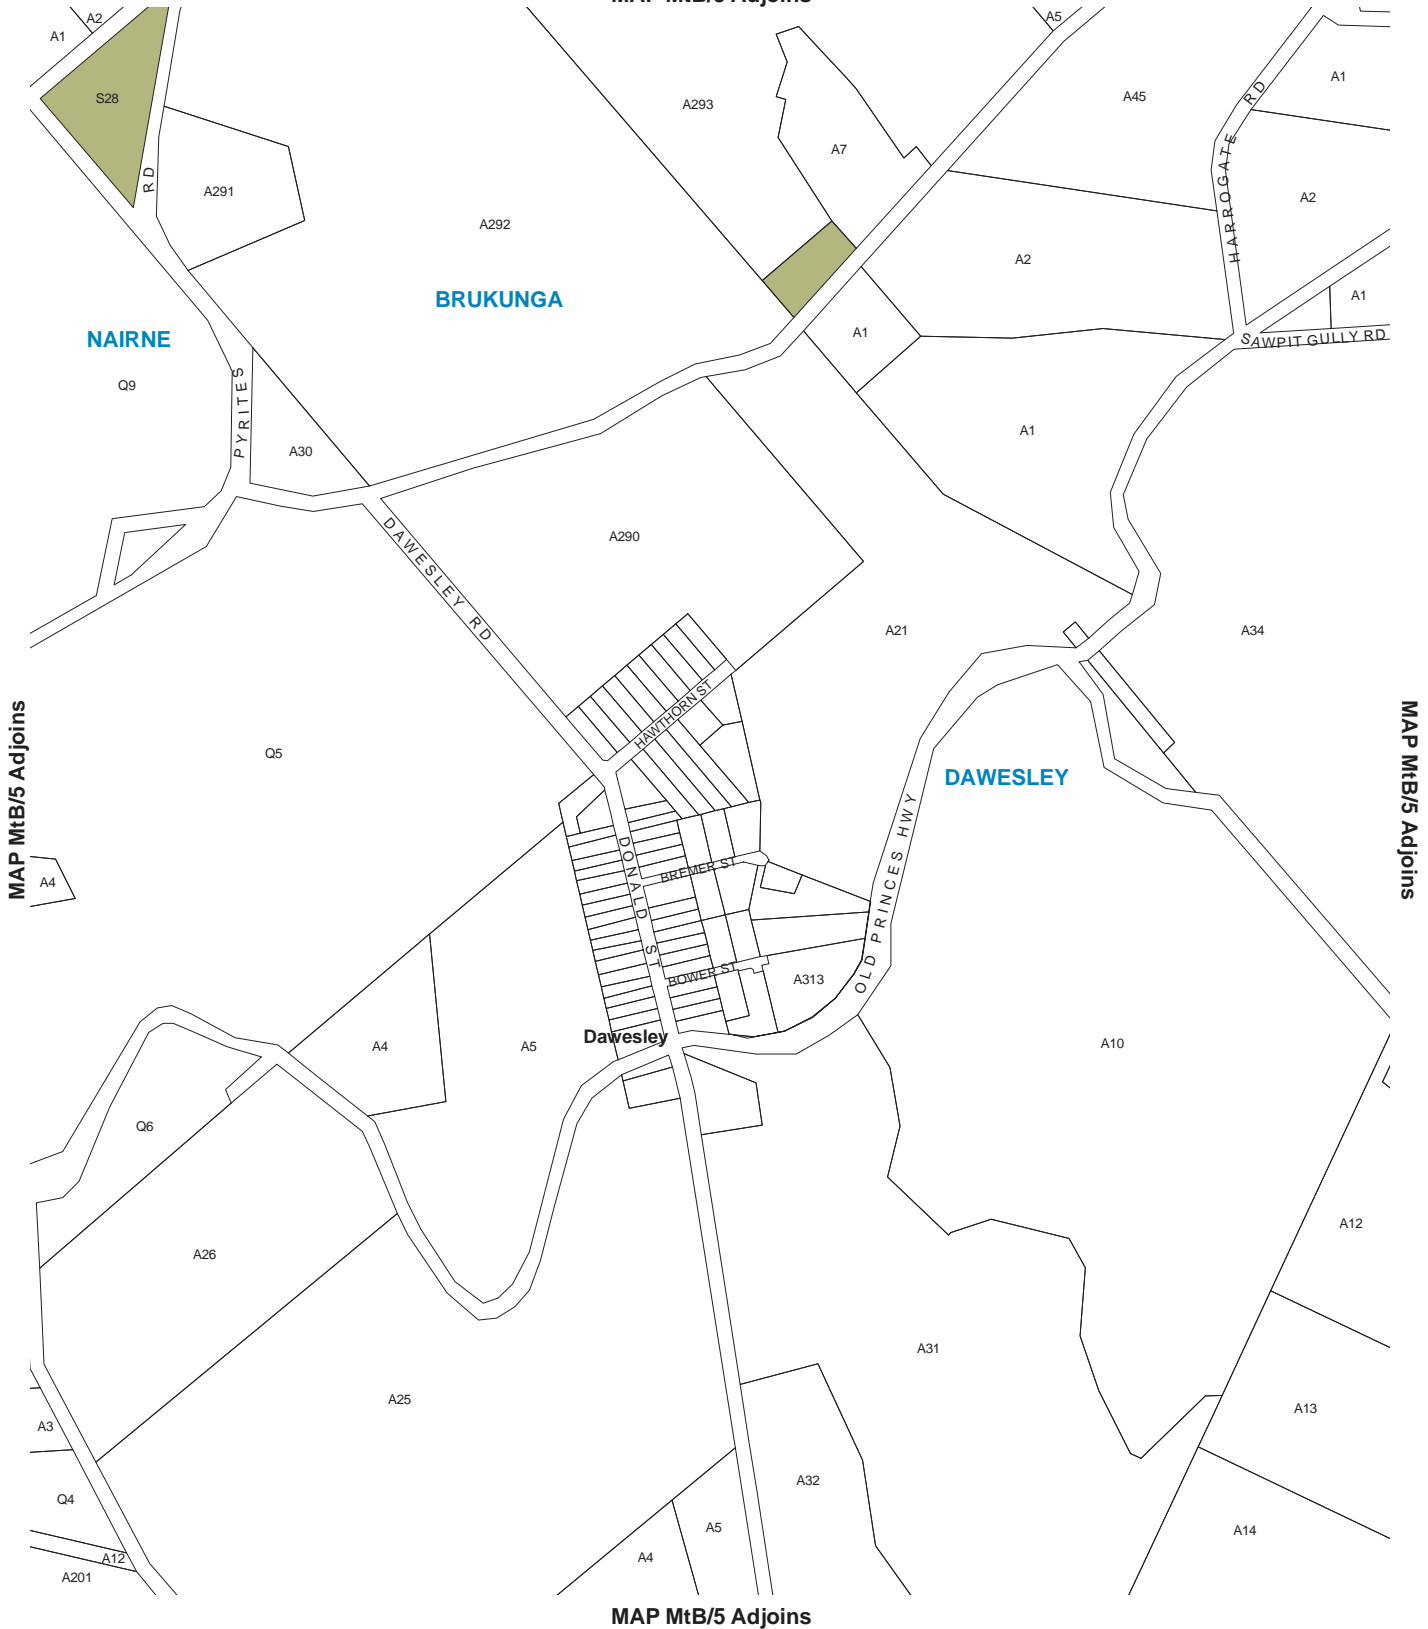 MAP MtB/5 Adjoins
A1
A2
A5
S28
A293
A45
A1
A7
RD
RD
A291
A292
A2
A2
HARROGATE
BRUKUNGA
NAIRNE
A1
A1
SAWPIT GULLY RD
Q9
PYRITES
A30
A1
A290
DAWESLEY RD
A21
A34
HAWTHORN ST
MAP MtB/5 Adjoins
MAP MtB/5 Adjoins
Q5
DAWESLEY
OLD PRINCES HWY
DONALD ST
BREMER ST
A4
BOWER ST
A313
Dawesley
A4
A5
A10
Q6
A12
A26
A31
A25
A13
A3
A32
Q4
A5
A14
A12
A4
A201
MAP MtB/5 Adjoins